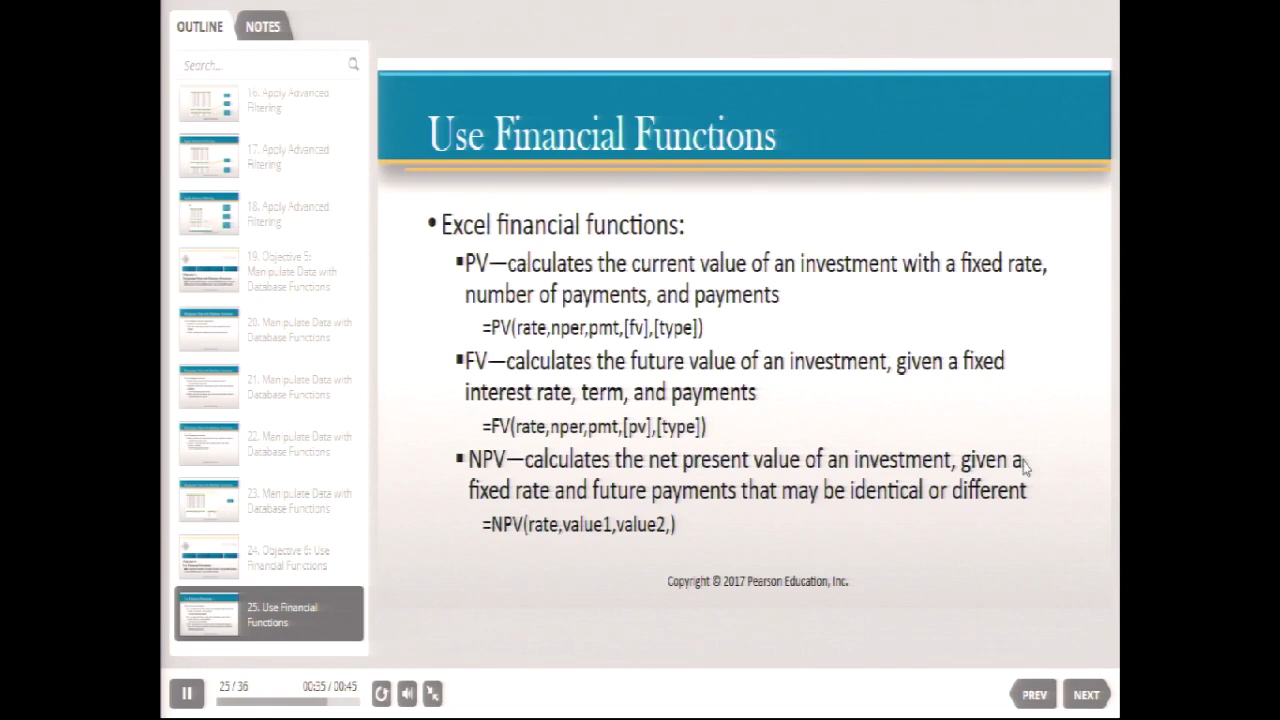 OUTLINE
NOTES
Search...
16. Apply Advanced
Filtering
17. Apply Advanced
Filtering
18. Apply Advanced
Filtering
19. Objective 5:
Manipulate Data with
Database Functions
20. Manipulate Data with
Database Functions
21. Manipulate Data with
Database Functions
22. Manipulate Data with
Database Functions
23. Manipulate Data with
Database Functions
24. Objective 6: Use
Financial Functions
25. Use Financial
Functions
Use Financial Functions
• Excel financial functions:
▪PV—calculates the current value of an investment with a fixed rate,
number of payments, and payments
=PV(rate,nper,pmt,[fv],[type])
▪FV—calculates the future value of an investment, given a fixed
interest rate, term, and payments
=FV(rate,nper,pmt,[pv],[type])
▪ NPV—calculates the net present value of an investment, given a
fixed rate and future payments that may be identical or different
=NPV(rate,value1,value2,)
Copyright © 2017 Pearson Education, Inc.
25 / 36
00:35 / 00:45
PREV
NEXT